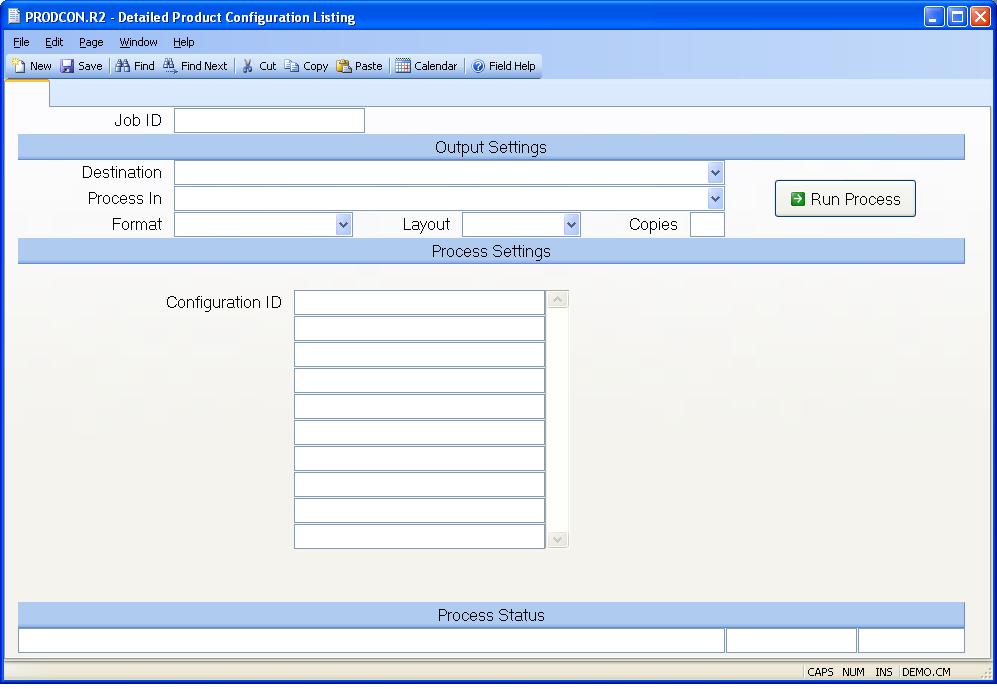 PRODCON.R2 - Detailed Product Configuration Listing
File Edit Page Window Help
New Save Find Find Next Cut Copy Paste Calendar Field Help
Job ID
Output Settings
Destination
Process In
Run Process
Format Layout Copies
Process Settings
Configuration ID
Process Status
CAPS NUM INS DEMO.CM